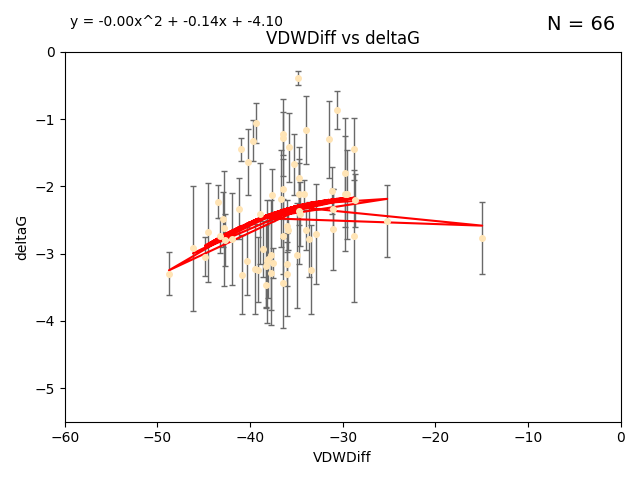 y = -0.00x^2 + -0.14x + -4.10
N = 66
VDWDiff vs deltaG
0
−1
−2
−3
−4
−5
deltaG
−60 −50 −40 −30 −20 −10 0
VDWDiff